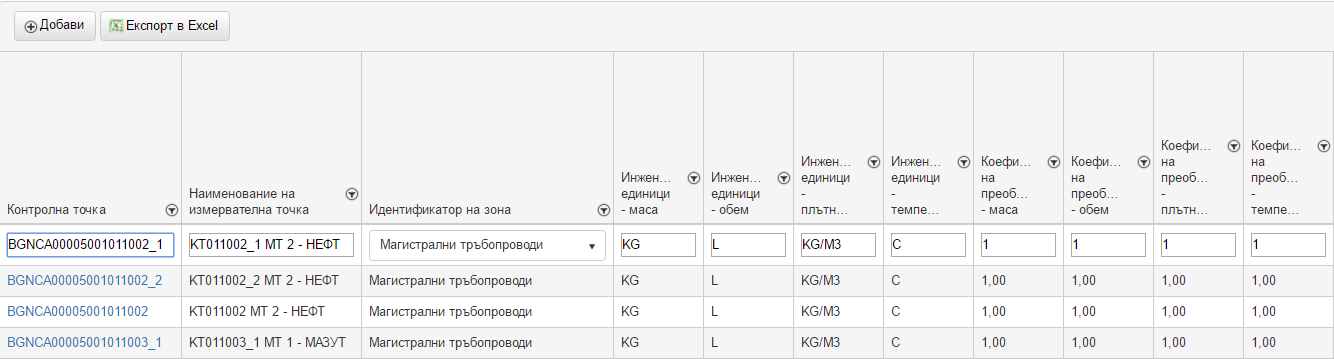 Добави
Експорт в Excel
Контролна точка
Наименование на
измервателна точка
Идентификатор на зона
Инжен...
единици
- маса
Инжен...
единици
- обем
Инжен...
единици
-
плътн...
Инжен...
единици
-
темпе...
Коефи...
на
преоб...
- маса
Коефи...
на
преоб...
- обем
Коефи...
на
преоб...
-
плътн...
Коефи...
на
преоб...
-
темпе...
BGNCA00005001011002_1 KT011002_1 MT 2 - НЕФТ Магистрални тръбопроводи KG L KG/M3 C 1 1 1 1
BGNCA00005001011002_2 KT011002_2 MT 2 - НЕФТ Магистрални тръбопроводи KG L KG/M3 C 1,00 1,00 1,00 1,00
BGNCA00005001011002 KT011002 MT 2 - НЕФТ Магистрални тръбопроводи KG L KG/M3 C 1,00 1,00 1,00 1,00
BGNCA00005001011003_1 KT011003_1 MT 1 - МАЗУТ Магистрални тръбопроводи KG L KG/M3 C 1,00 1,00 1,00 1,00